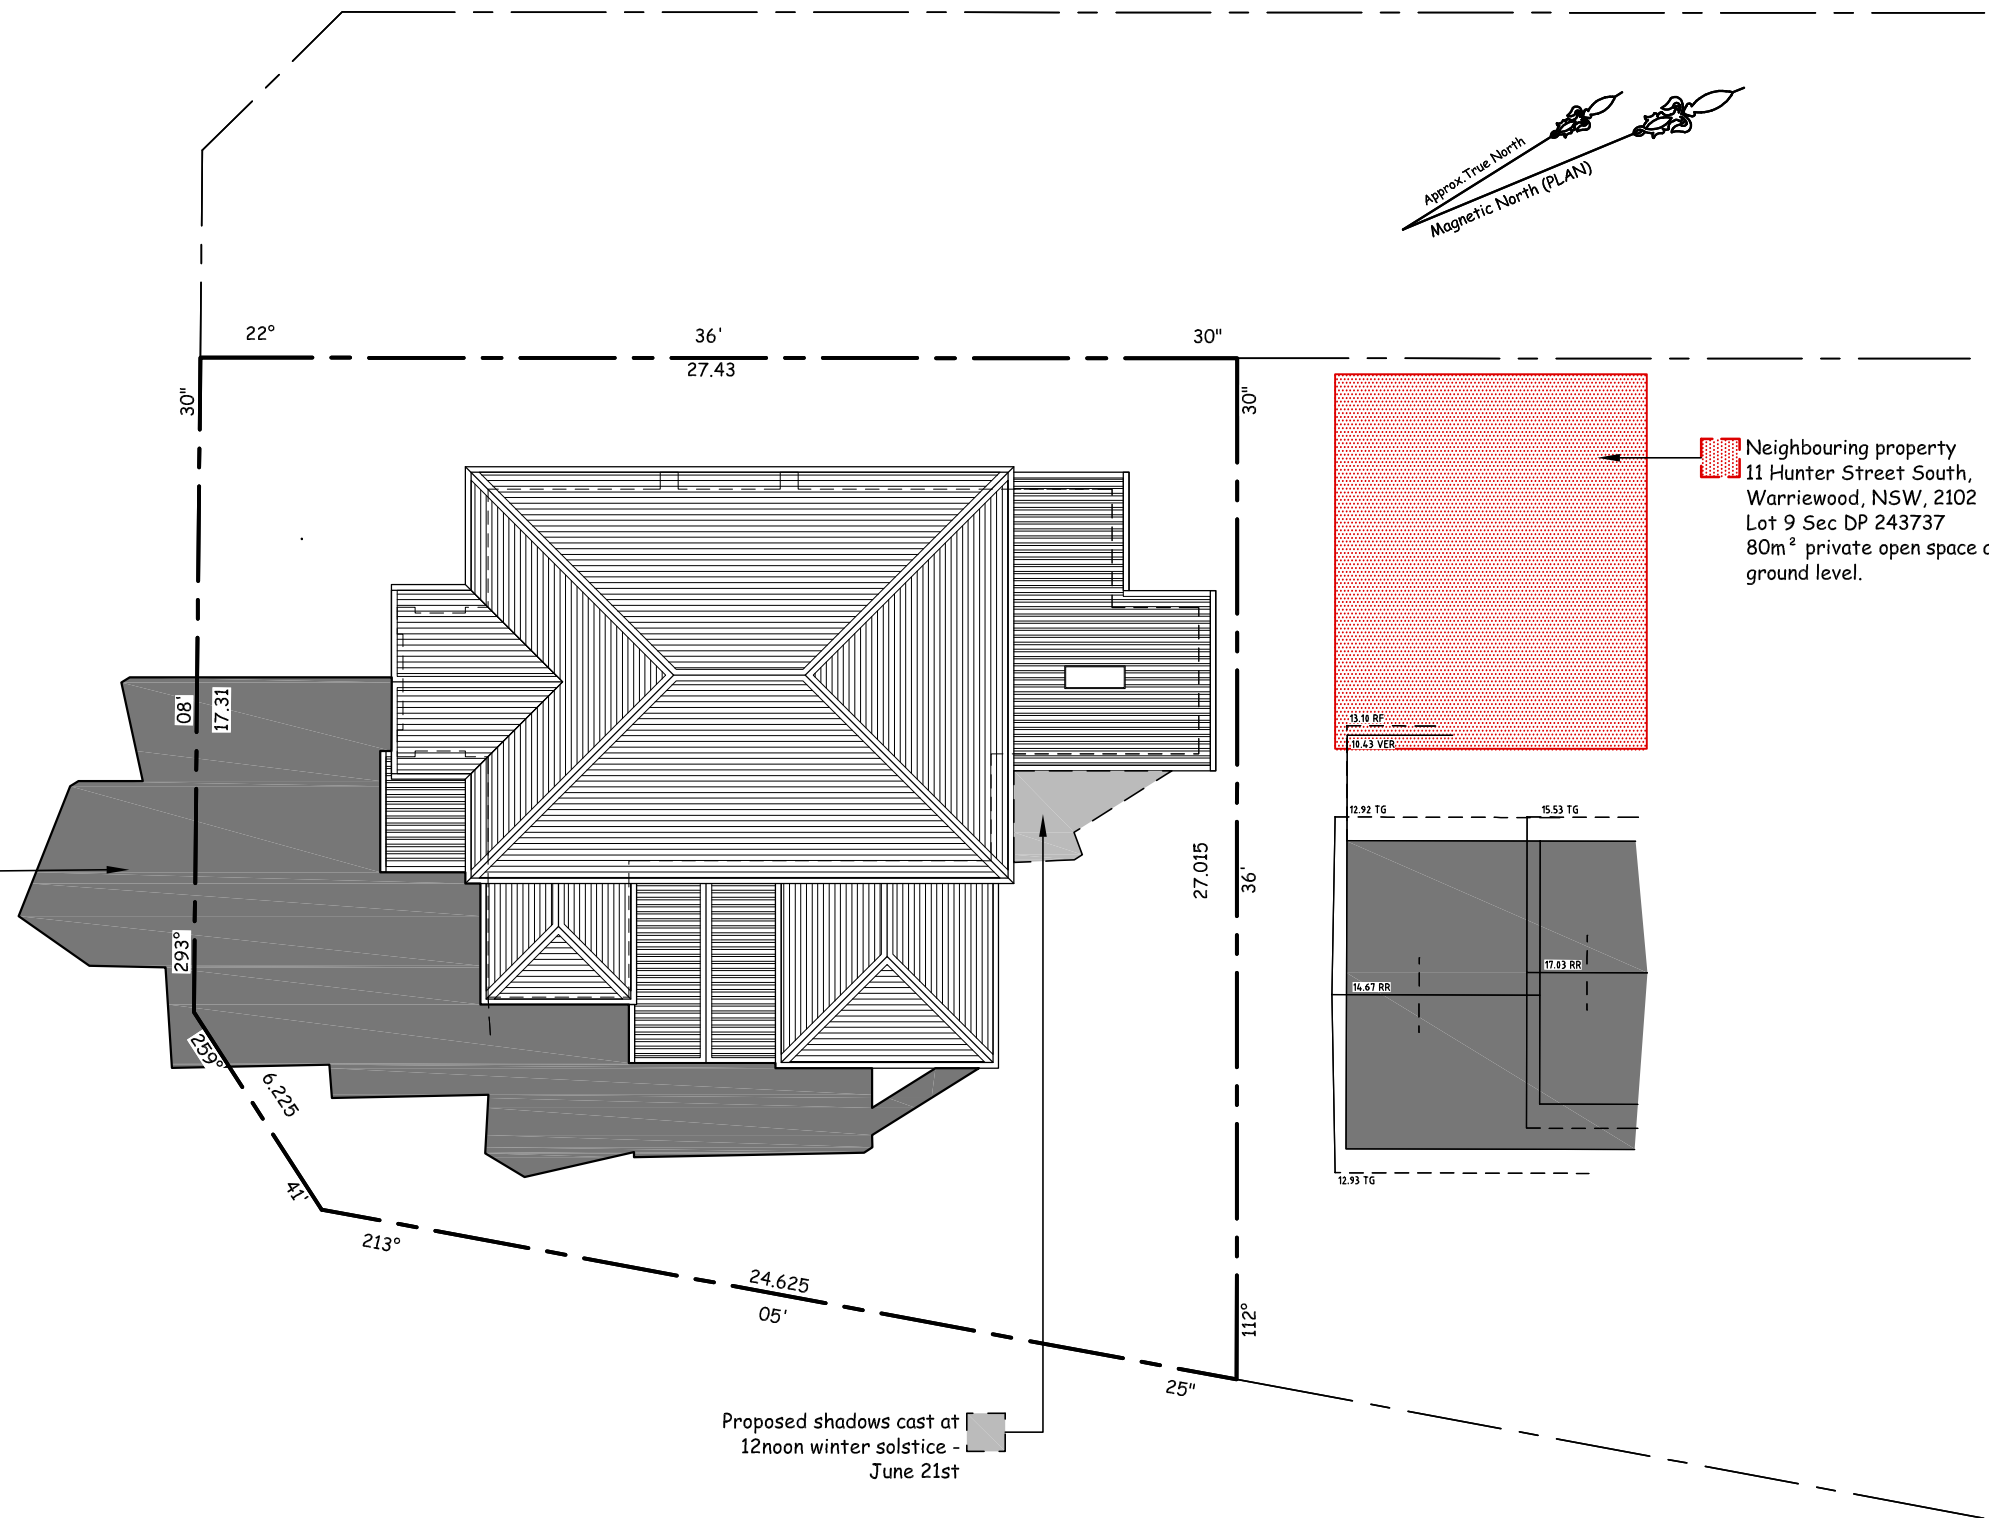 Approx.True North
Magnetic North (PLAN)
22°
36'
30"
27.43
30"
30"
Neighbouring property
11 Hunter Street South,
Warriewood, NSW, 2102
Lot 9 Sec DP 243737
80m² private open space
ground level.
08'
17.31
13.10 RF
10.43 VER
12.92 TG
15.53 TG
27.015
36'
293°
17.03 RR
14.67 RR
259°
6.225
41'
12.93 TG
213°
24.625
05'
112°
25"
Proposed shadows cast at
12noon winter solstice -
June 21st